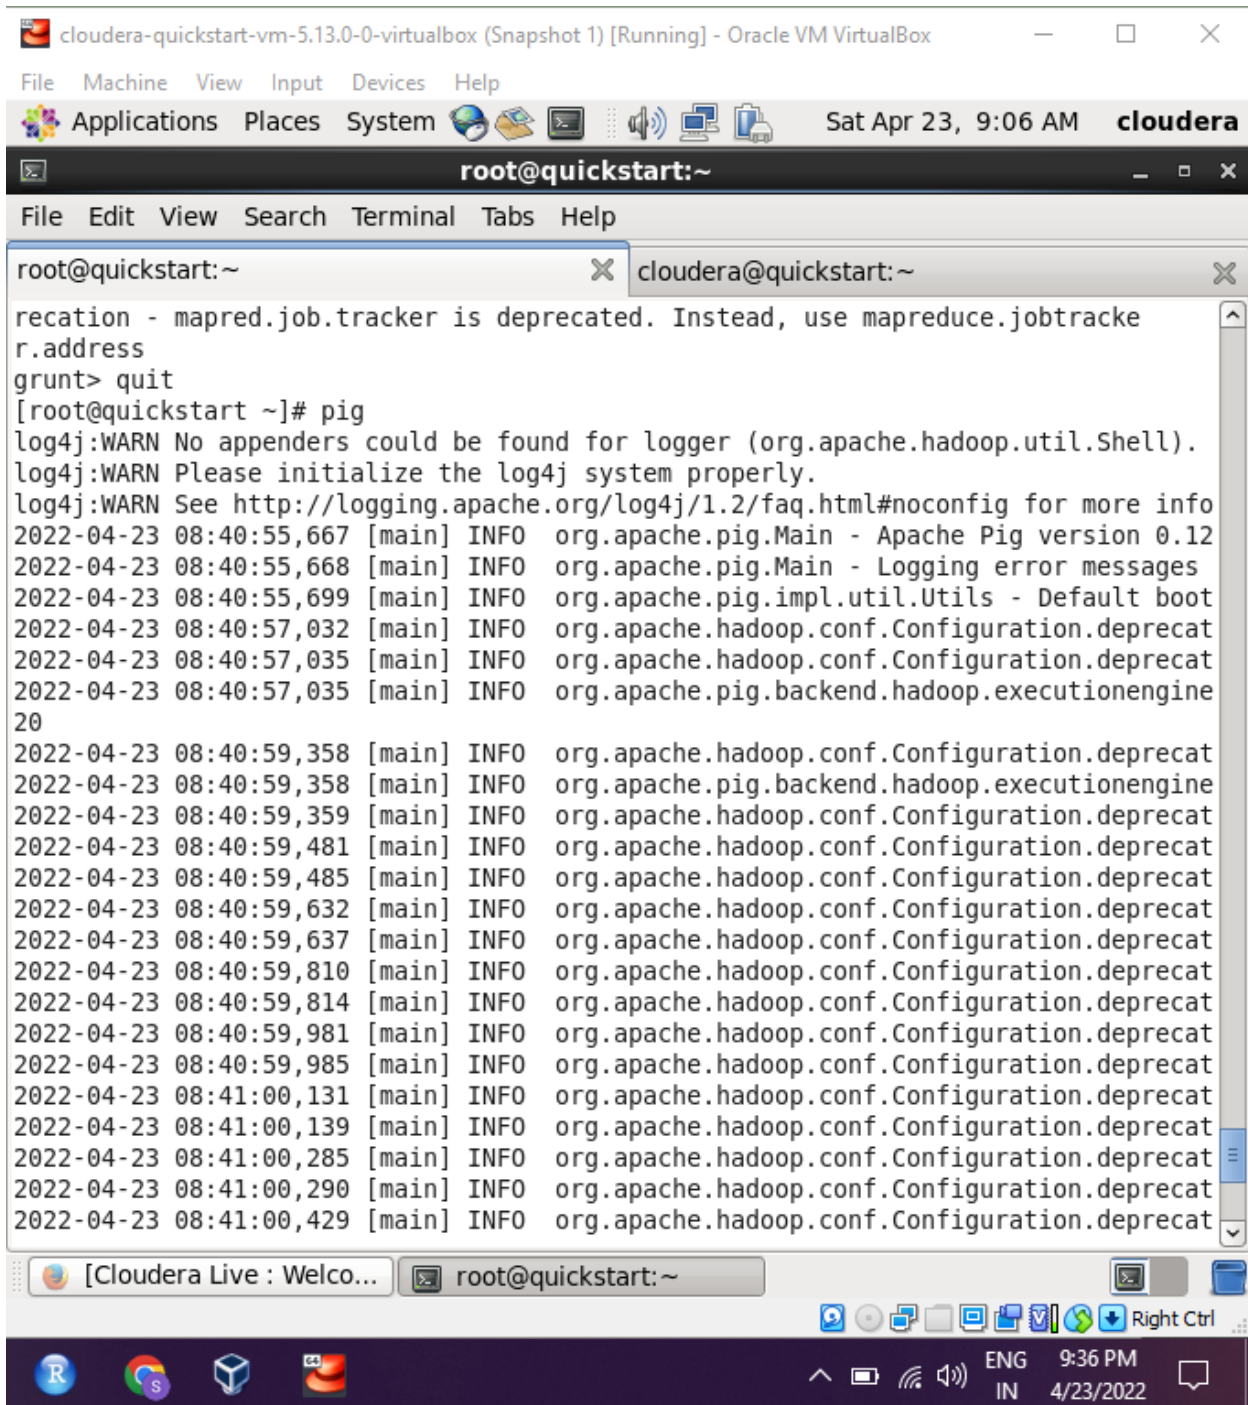 cloudera-quickstart-vm-5.13.0-0-virtualbox (Snapshot 1) [Running] - Oracle VM VirtualBox
File Machine View Input Devices Help
Applications Places System Sat Apr 23, 9:06 AM cloudera
root@quickstart:~
File Edit View Search Terminal Tabs Help
root@quickstart:~ cloudera@quickstart:~
recation - mapred.job.tracker is deprecated. Instead, use mapreduce.jobtracke
r.address
grunt> quit
[root@quickstart ~]# pig
log4j:WARN No appenders could be found for logger (org.apache.hadoop.util.Shell).
log4j:WARN Please initialize the log4j system properly.
log4j:WARN See http://logging.apache.org/log4j/1.2/faq.html#noconfig for more info
2022-04-23 08:40:55,667 [main] INFO  org.apache.pig.Main - Apache Pig version 0.12
2022-04-23 08:40:55,668 [main] INFO  org.apache.pig.Main - Logging error messages
2022-04-23 08:40:55,699 [main] INFO  org.apache.pig.impl.util.Utils - Default boot
2022-04-23 08:40:57,032 [main] INFO  org.apache.hadoop.conf.Configuration.deprecat
2022-04-23 08:40:57,035 [main] INFO  org.apache.hadoop.conf.Configuration.deprecat
2022-04-23 08:40:57,035 [main] INFO  org.apache.pig.backend.hadoop.executionengine
20
2022-04-23 08:40:59,358 [main] INFO  org.apache.hadoop.conf.Configuration.deprecat
2022-04-23 08:40:59,358 [main] INFO  org.apache.pig.backend.hadoop.executionengine
2022-04-23 08:40:59,359 [main] INFO  org.apache.hadoop.conf.Configuration.deprecat
2022-04-23 08:40:59,481 [main] INFO  org.apache.hadoop.conf.Configuration.deprecat
2022-04-23 08:40:59,485 [main] INFO  org.apache.hadoop.conf.Configuration.deprecat
2022-04-23 08:40:59,632 [main] INFO  org.apache.hadoop.conf.Configuration.deprecat
2022-04-23 08:40:59,637 [main] INFO  org.apache.hadoop.conf.Configuration.deprecat
2022-04-23 08:40:59,810 [main] INFO  org.apache.hadoop.conf.Configuration.deprecat
2022-04-23 08:40:59,814 [main] INFO  org.apache.hadoop.conf.Configuration.deprecat
2022-04-23 08:40:59,981 [main] INFO  org.apache.hadoop.conf.Configuration.deprecat
2022-04-23 08:40:59,985 [main] INFO  org.apache.hadoop.conf.Configuration.deprecat
2022-04-23 08:41:00,131 [main] INFO  org.apache.hadoop.conf.Configuration.deprecat
2022-04-23 08:41:00,139 [main] INFO  org.apache.hadoop.conf.Configuration.deprecat
2022-04-23 08:41:00,285 [main] INFO  org.apache.hadoop.conf.Configuration.deprecat
2022-04-23 08:41:00,290 [main] INFO  org.apache.hadoop.conf.Configuration.deprecat
2022-04-23 08:41:00,429 [main] INFO  org.apache.hadoop.conf.Configuration.deprecat
[Cloudera Live : Welco... root@quickstart:~
Right Ctrl
R S 64 ENG 9:36 PM
IN 4/23/2022